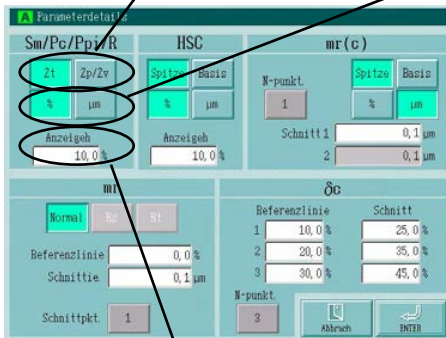 A Parameterdetails
Sm/Pc/Ppi/R
Zt Zp/Zv
% µm
Anzeigeh
10,0 %
HSC
Spitze Basis
% µm
Anzeigeh
10,0 %
mr(c)
N-punkt. Spitze Basis
1 % µm
Schnitt 1 0,1 µm
2 0,1 µm
mr
Normal Rz Rt
Referenzlinie 0,0 %
Schnittie. 0,1 µm
Schnittpkt. 1
δc
Referenzlinie Schnitt
1 10,0 % 25,0 %
2 20,0 % 35,0 %
3 30,0 % 45,0 %
N-punkt.
3
Abbruch ENTER